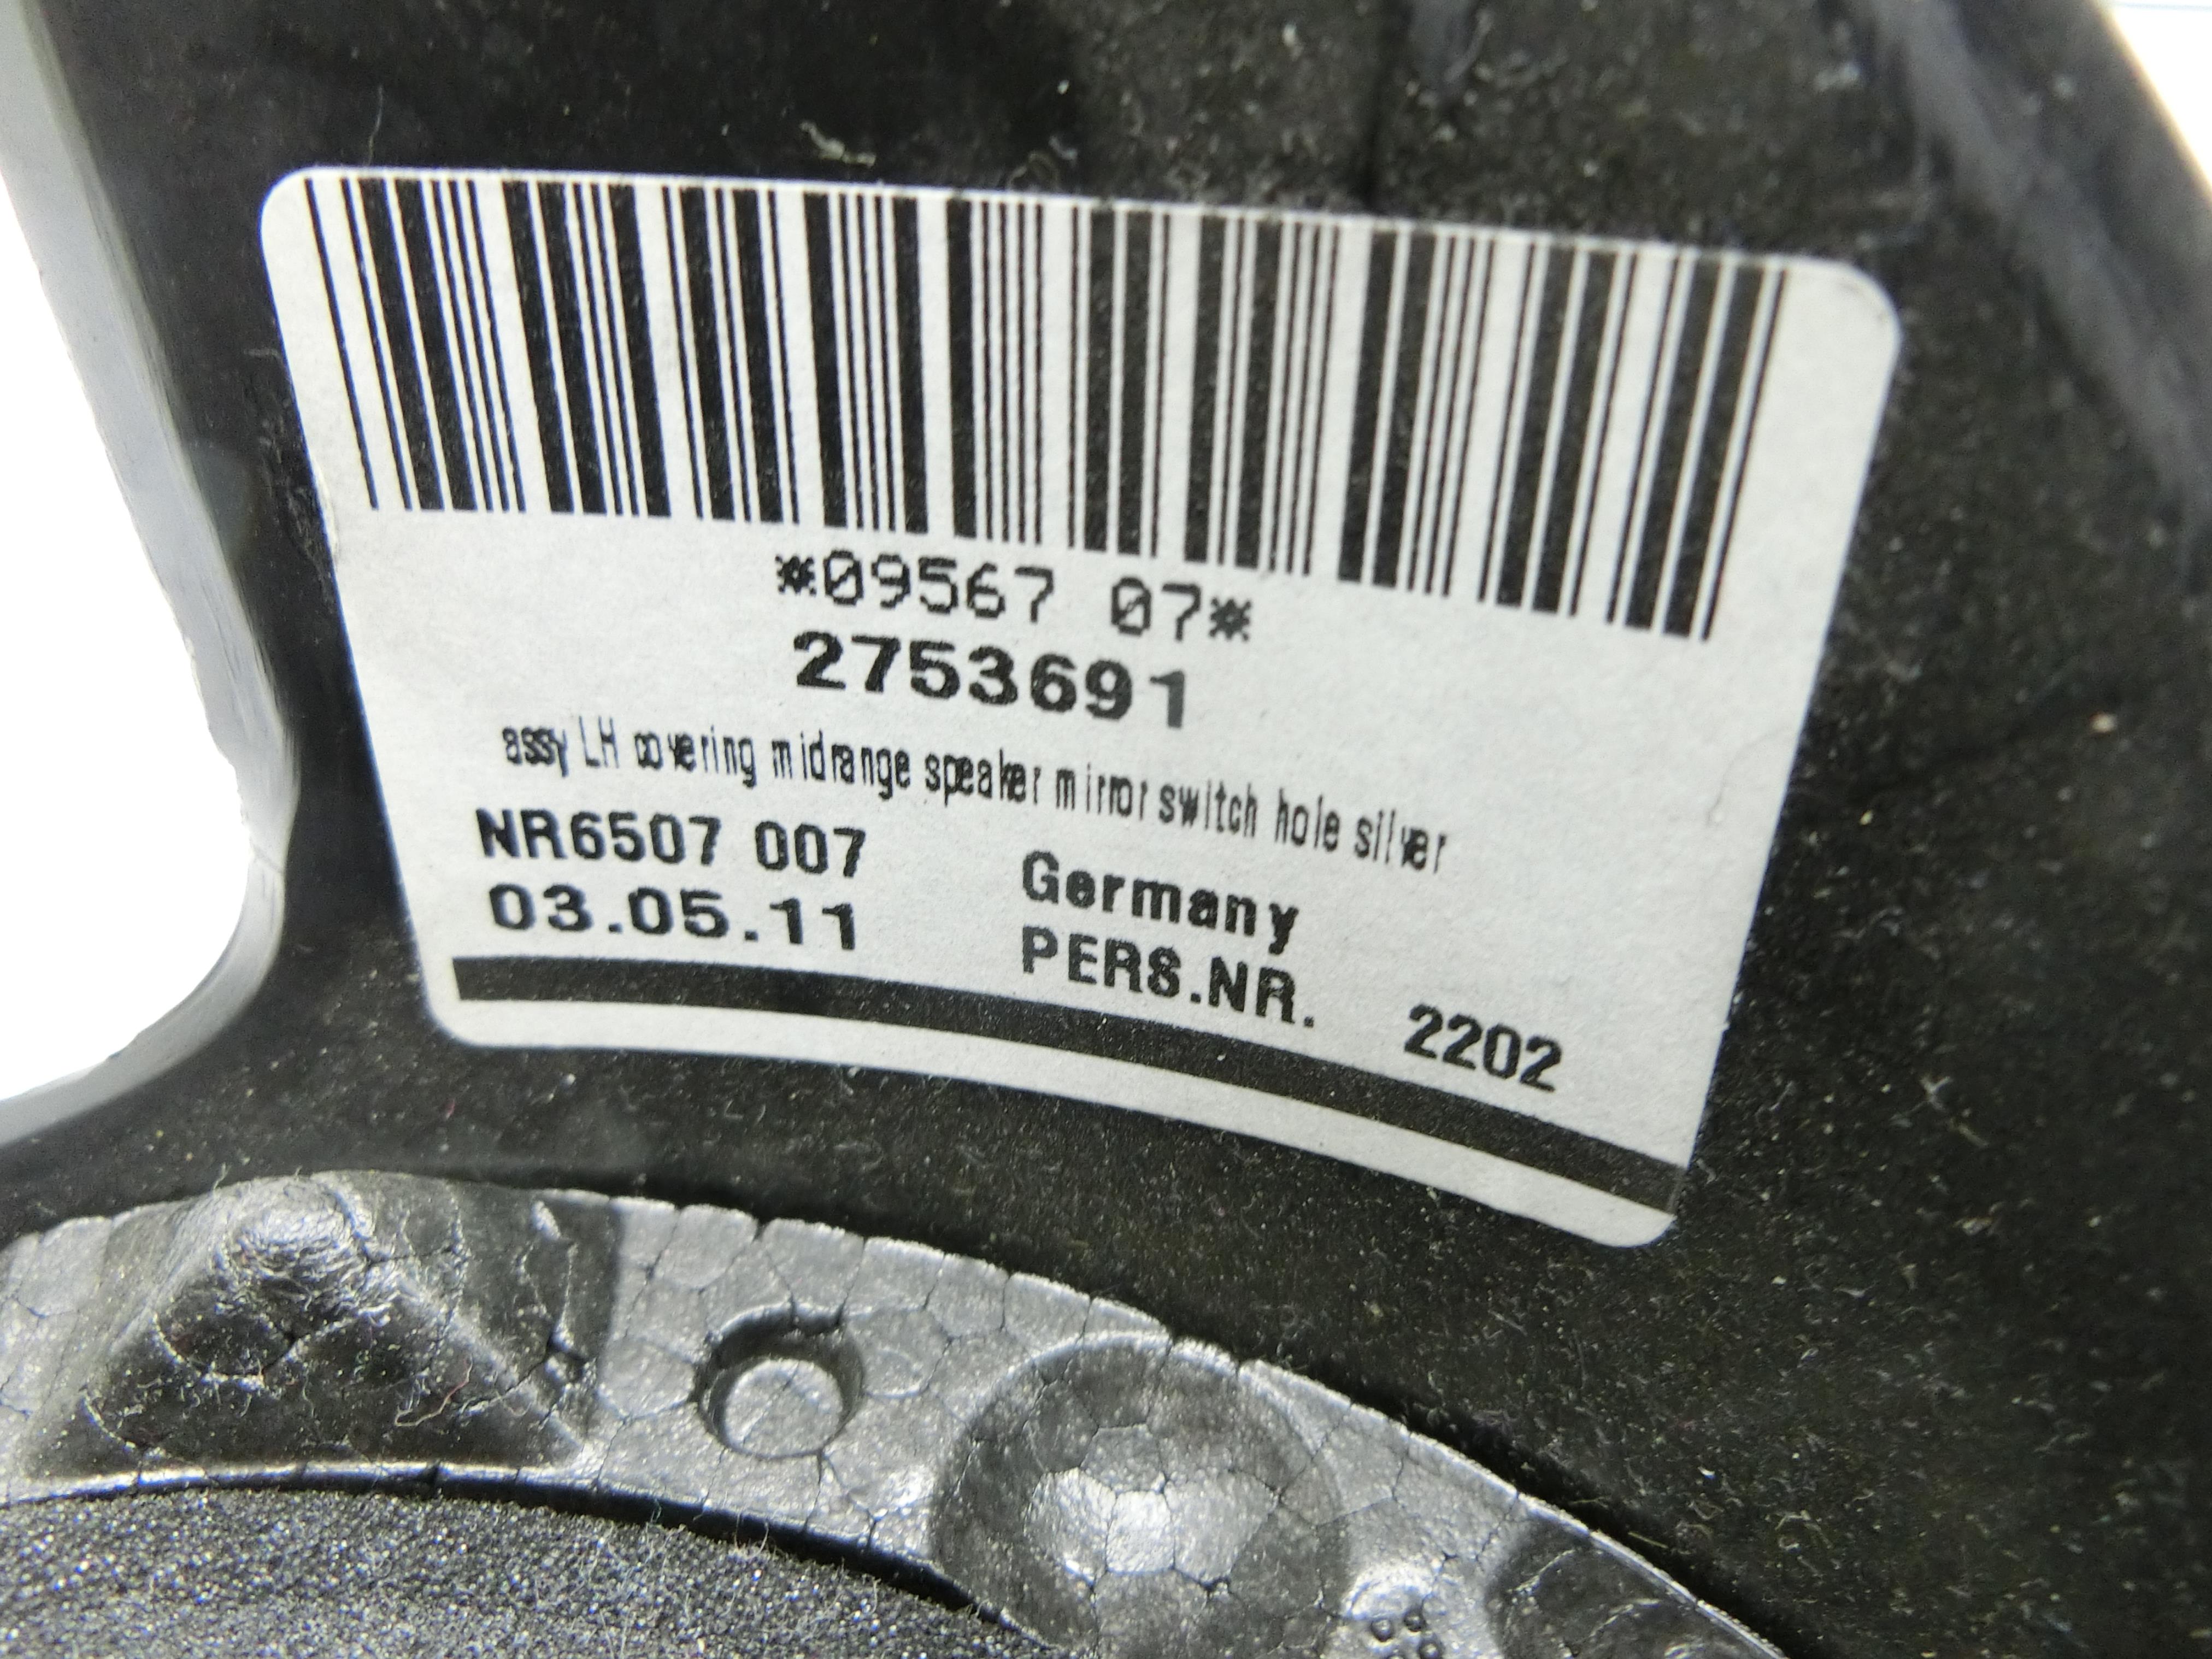 *09567 07*
2753691
assy LH covering midrange speaker mirror switch hole silver
NR6507 007
Germany
03.05.11
PERS.NR. 2202